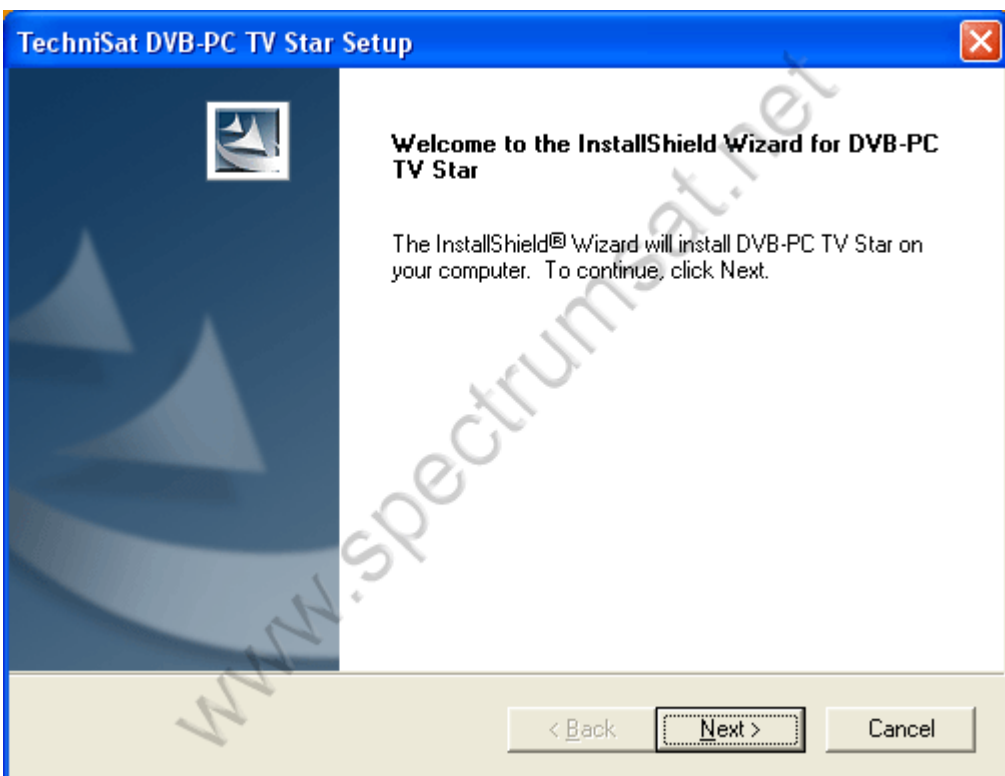 TechniSat DVB-PC TV Star Setup
Welcome to the InstallShield Wizard for DVB-PC
TV Star
The InstallShield® Wizard will install DVB-PC TV Star on
your computer. To continue, click Next.
www.spectrumsat.net
< Back
Next >
Cancel